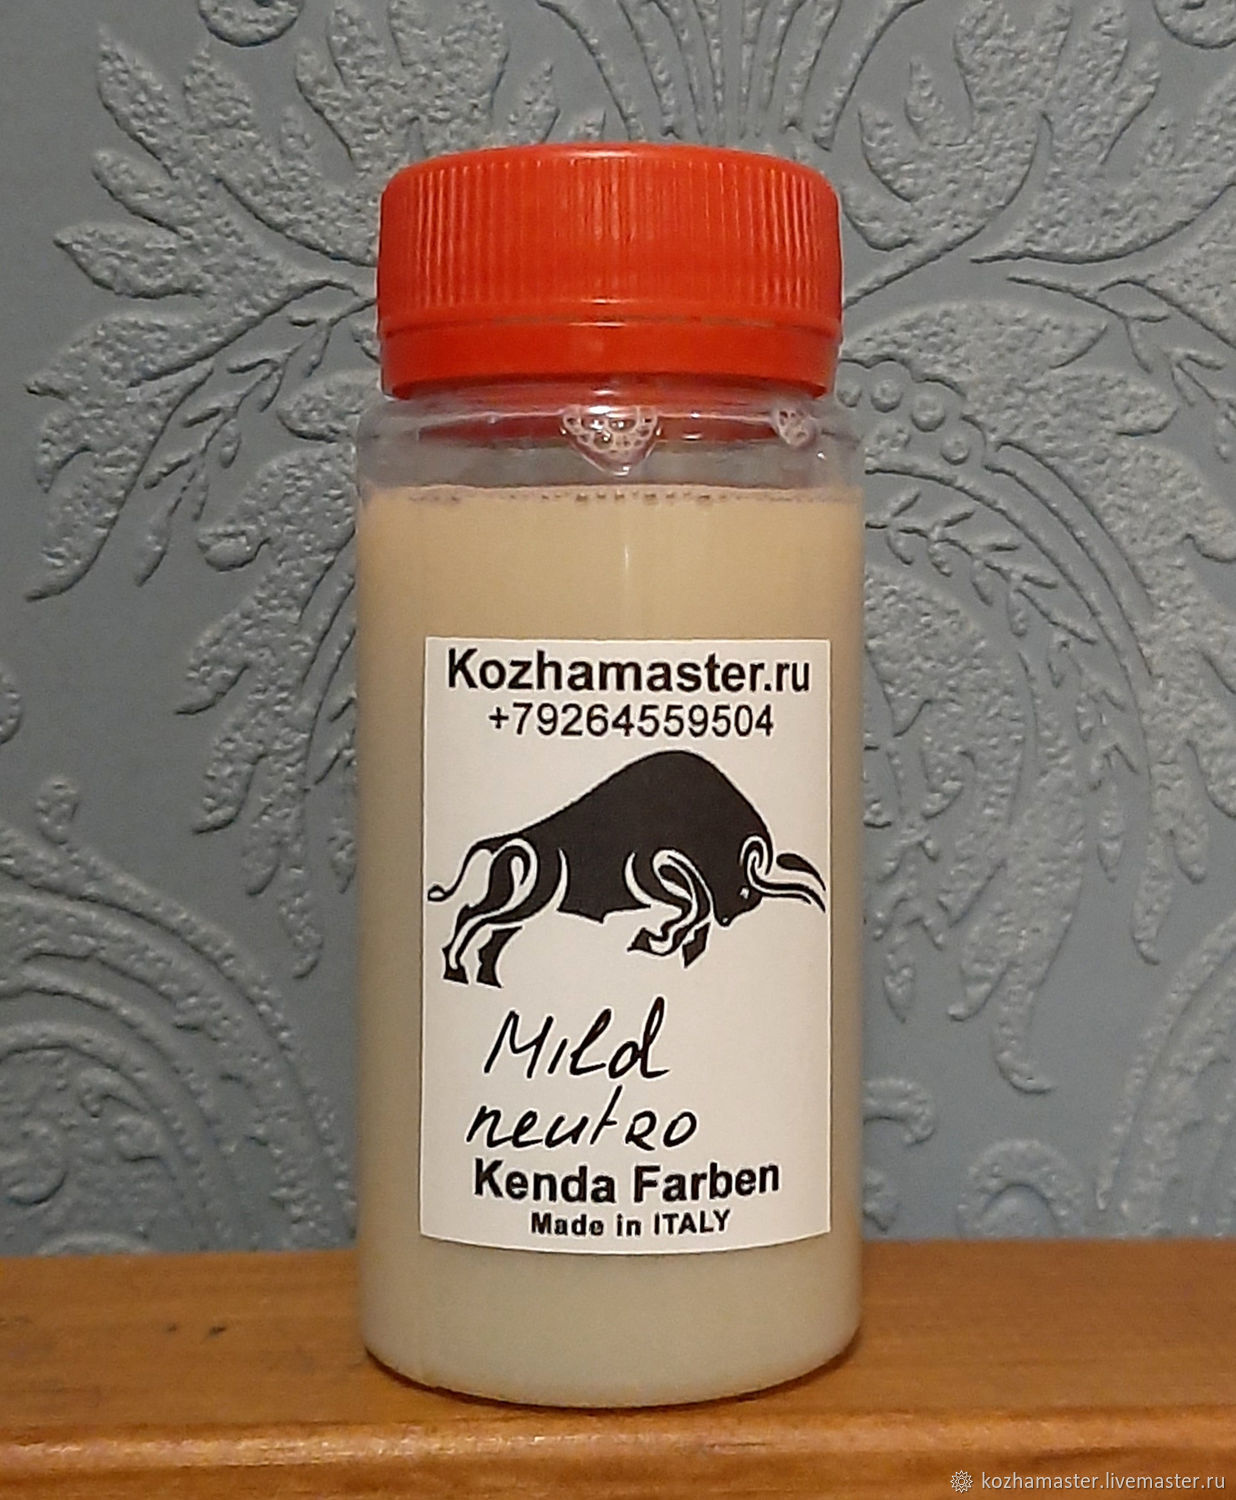 Kozhamaster.ru
+79264559504
Mild
neutro
Kenda Farben
Made in ITALY
kozhamaster.livemaster.ru